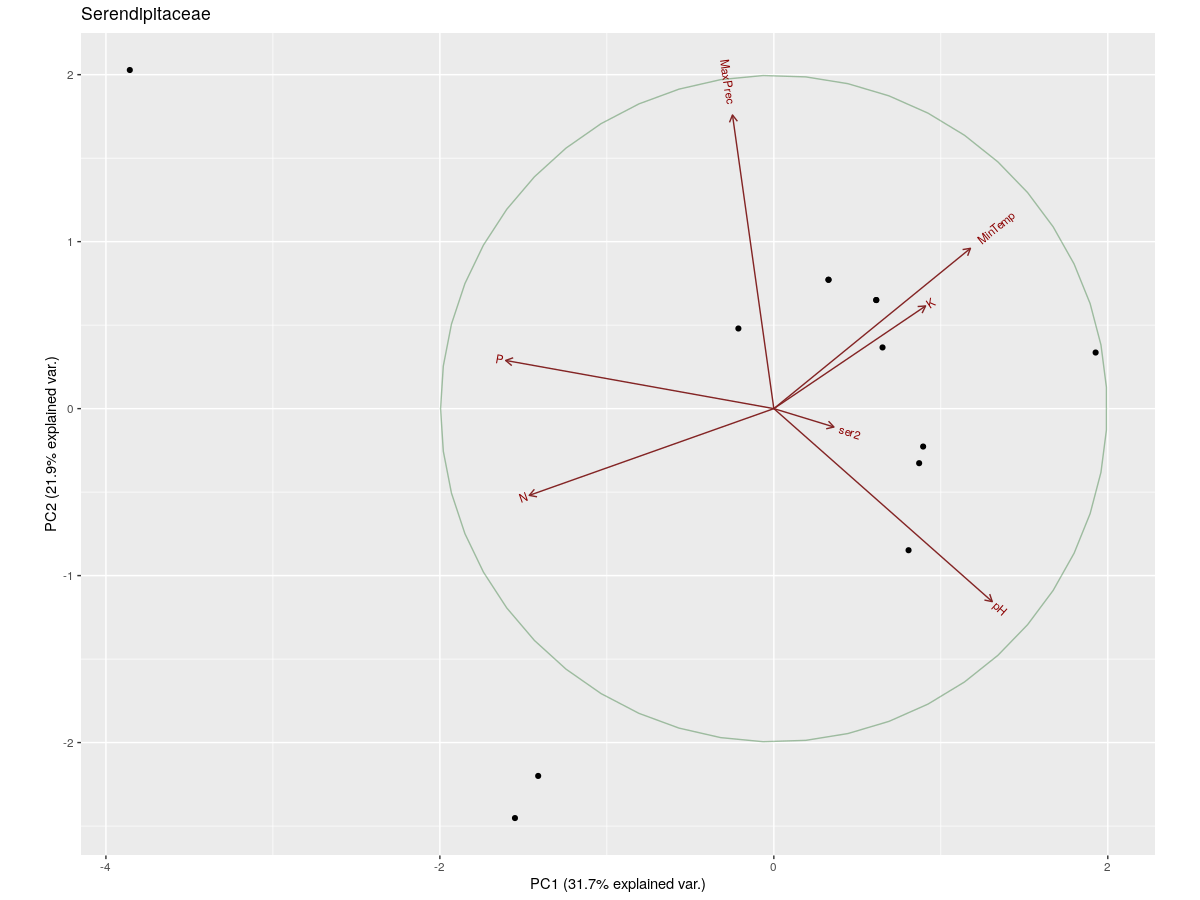 Serendipitaceae
MaxPrec
MinTemp
K
P
ser2
N
pH
2
1
0
-1
-2
-4
-2
0
2
PC2 (21.9% explained var.)
PC1 (31.7% explained var.)